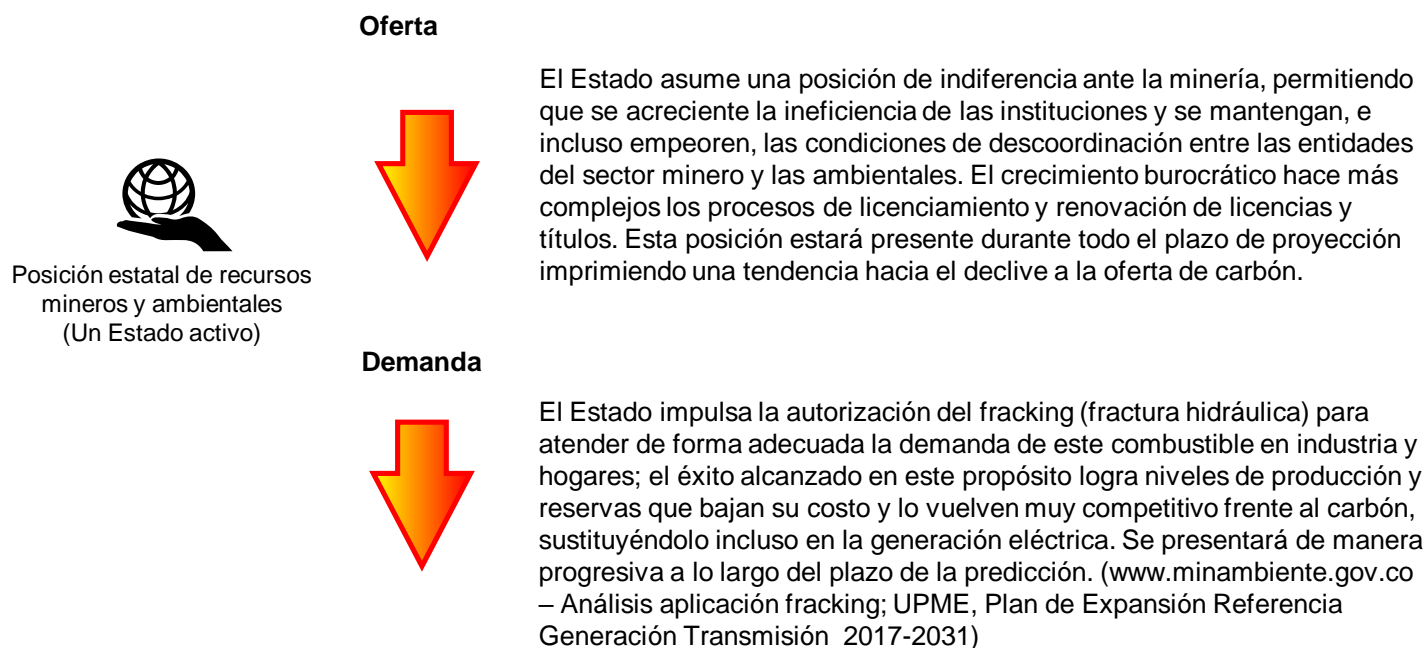 Oferta
El Estado asume una posición de indiferencia ante la minería, permitiendo
que se acreciente la ineficiencia de las instituciones y se mantengan, e
incluso empeoren, las condiciones de descoordinación entre las entidades
del sector minero y las ambientales. El crecimiento burocrático hace más
complejos los procesos de licenciamiento y renovación de licencias y
títulos. Esta posición estará presente durante todo el plazo de proyección
imprimiendo una tendencia hacia el declive a la oferta de carbón.
Posición estatal de recursos
mineros y ambientales
(Un Estado activo)
Demanda
El Estado impulsa la autorización del fracking (fractura hidráulica) para
atender de forma adecuada la demanda de este combustible en industria y
hogares; el éxito alcanzado en este propósito logra niveles de producción y
reservas que bajan su costo y lo vuelven muy competitivo frente al carbón,
sustituyéndolo incluso en la generación eléctrica. Se presentará de manera
progresiva a lo largo del plazo de la predicción. (www.minambiente.gov.co
– Análisis aplicación fracking; UPME, Plan de Expansión Referencia
Generación Transmisión  2017-2031)